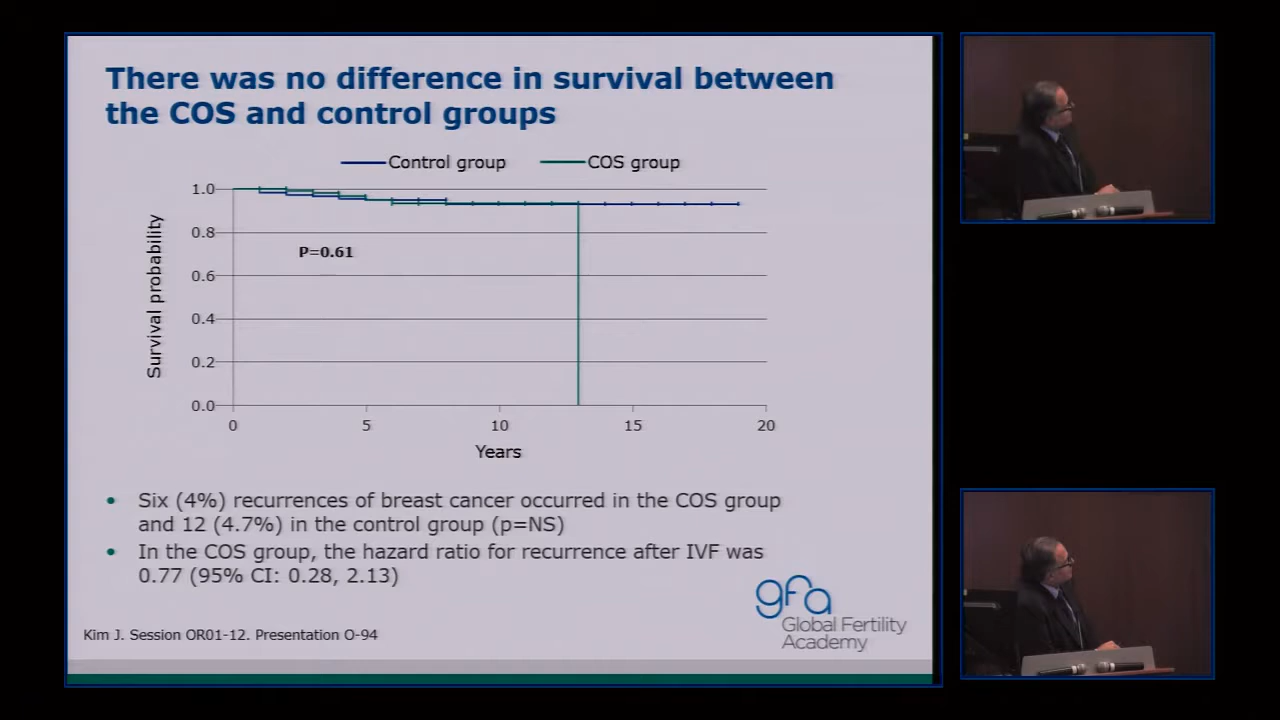 There was no difference in survival between
the COS and control groups
Control group
COS group
1.0
0.8
0.6
0.4
0.2
0.0
Survival probability
P=0.61
0
5
10
15
20
Years
• Six (4%) recurrences of breast cancer occurred in the COS group
and 12 (4.7%) in the control group (p=NS)
• In the COS group, the hazard ratio for recurrence after IVF was
0.77 (95% CI: 0.28, 2.13)
Kim J. Session OR01-12. Presentation O-94
gfa
Global Fertility
Academy